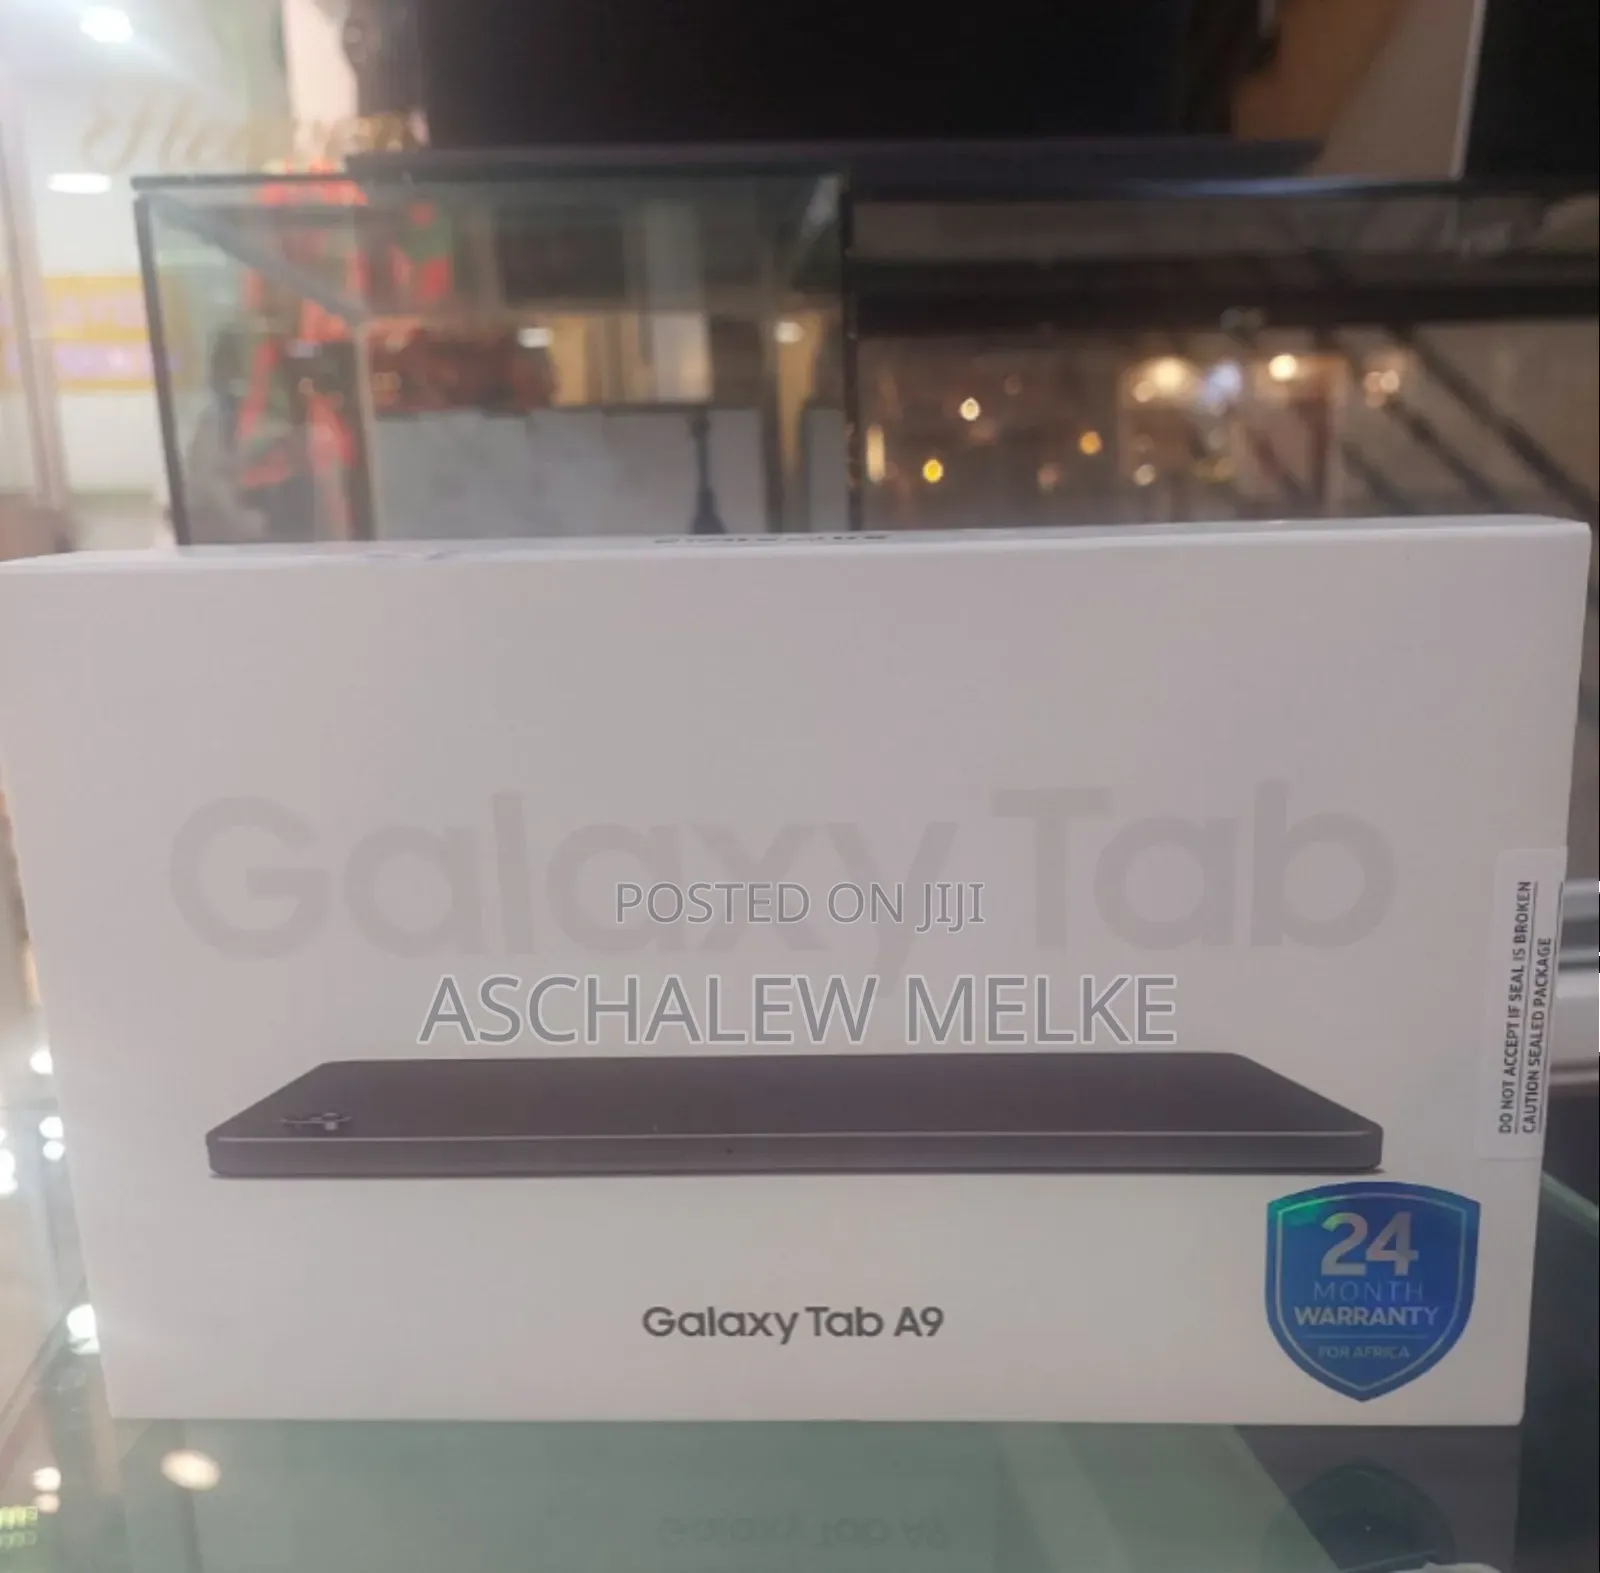 Galaxy Tab
POSTED ON JIJI
ASCHALEW MELKE
DO NOT ACCEPT IF SEAL IS BROKEN
CAUTION SEALED PACKAGE
24
MONTH
WARRANTY
FOR AFRICA
Galaxy Tab A9